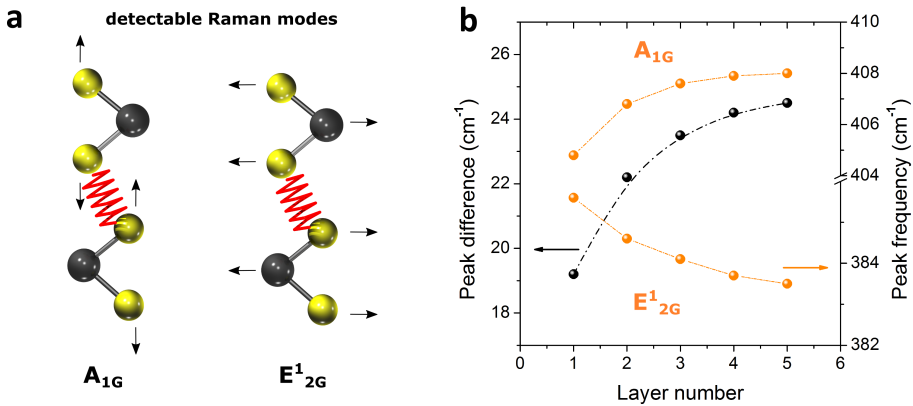 a
detectable Raman modes
A1G
E¹2G
b
Peak difference (cm⁻¹)
26
24
22
20
18
A1G
E¹2G
410
408
406
404
384
382
Peak frequency (cm⁻¹)
0 1 2 3 4 5 6
Layer number